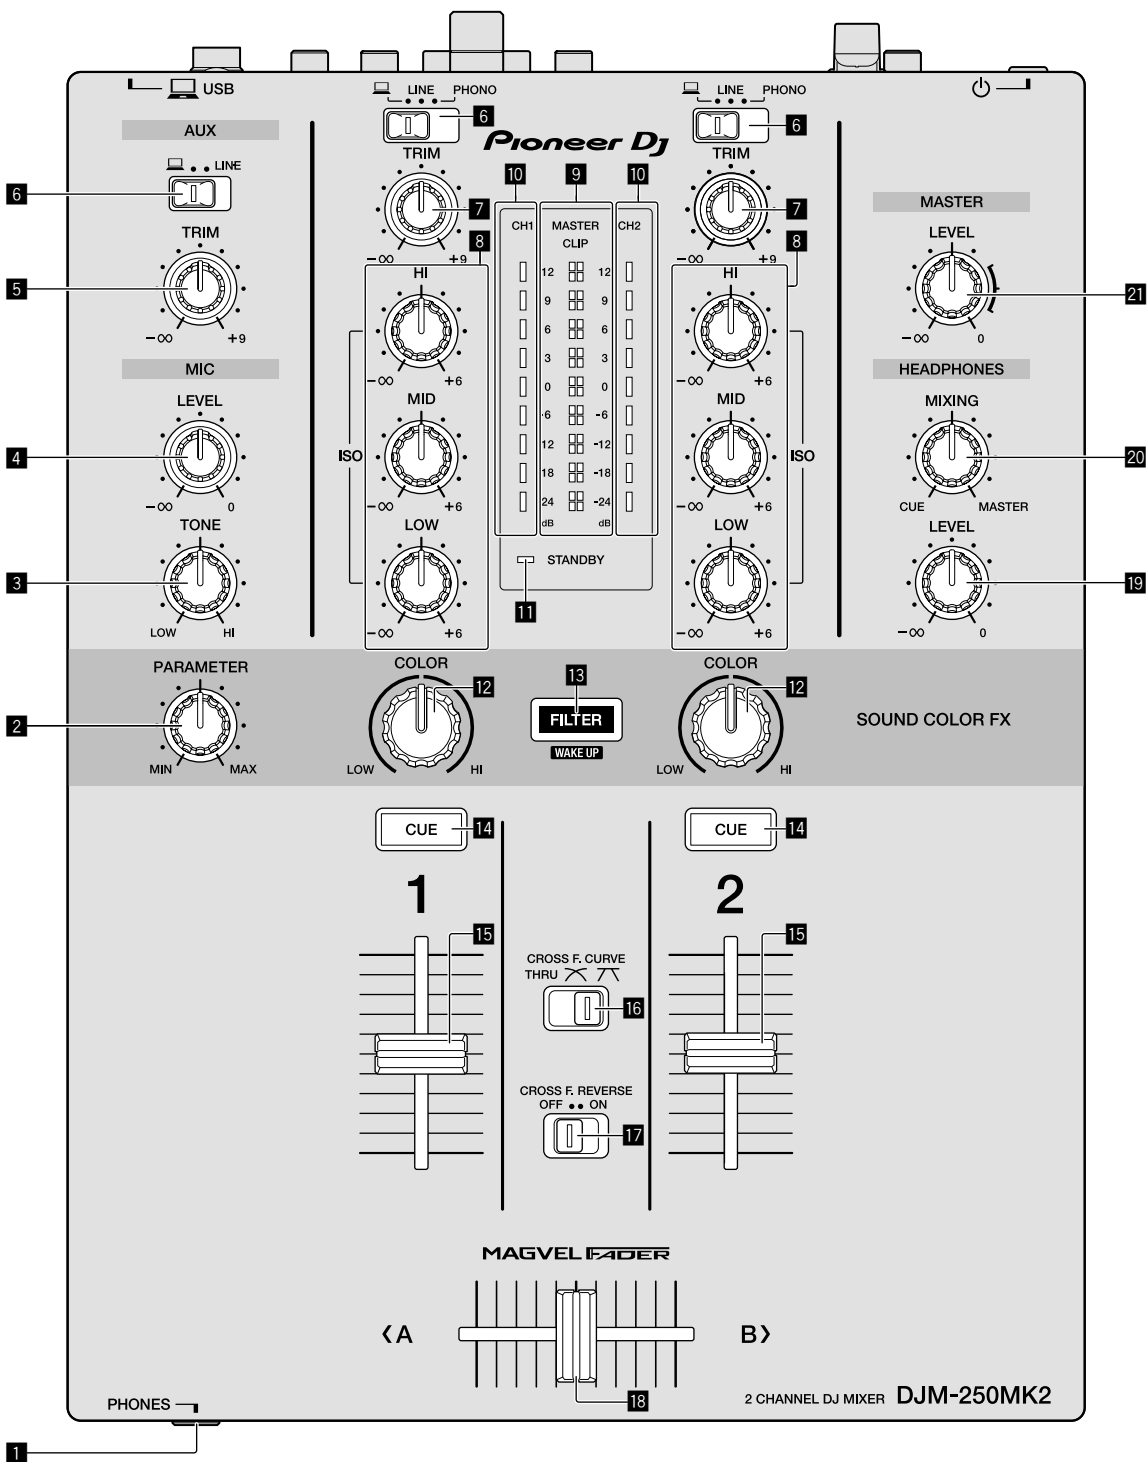 USB
AUX
LINE
6
TRIM
5
-∞ +9
MIC
LEVEL
4
-∞ 0
TONE
3
LOW HI
LINE PHONO
6
TRIM
7
-∞ +9
8
HI
-∞ +6
MID
ISO
-∞ +6
LOW
-∞ +6
Pioneer Dj
10 9 10
CH1 MASTER CH2
CLIP
12 12
9 9
6 6
3 3
0 0
-6 -6
12 -12
18 -18
24 -24
dB dB
STANDBY
11
LINE PHONO
6
TRIM
7
-∞ +9
8
HI
-∞ +6
MID
ISO
-∞ +6
LOW
-∞ +6
MASTER
LEVEL
21
-∞ 0
HEADPHONES
MIXING
20
CUE MASTER
LEVEL
19
-∞ 0
PARAMETER
2
MIN MAX
COLOR
12
LOW HI
13
FILTER
WAKE UP
COLOR
12
LOW HI
SOUND COLOR FX
CUE 14
CUE 14
1
2
15
15
CROSS F. CURVE
THRU
16
CROSS F. REVERSE
OFF ON
17
MAGVEL FADER
<A B>
18
2 CHANNEL DJ MIXER DJM-250MK2
PHONES
1